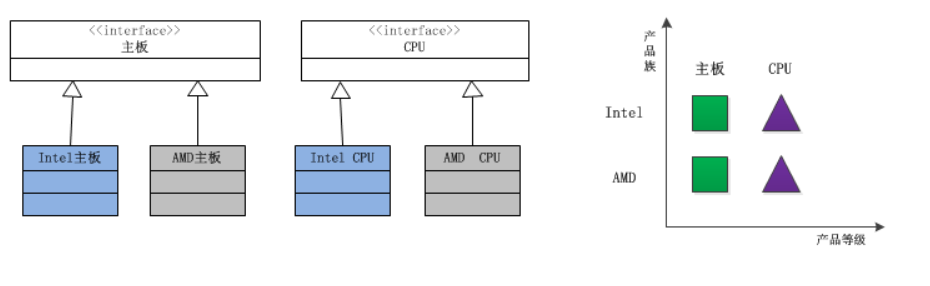 <<interface>>
主板
<<interface>>
CPU
Intel主板
AMD主板
Intel CPU
AMD CPU
产品族
主板
CPU
Intel
AMD
产品等级